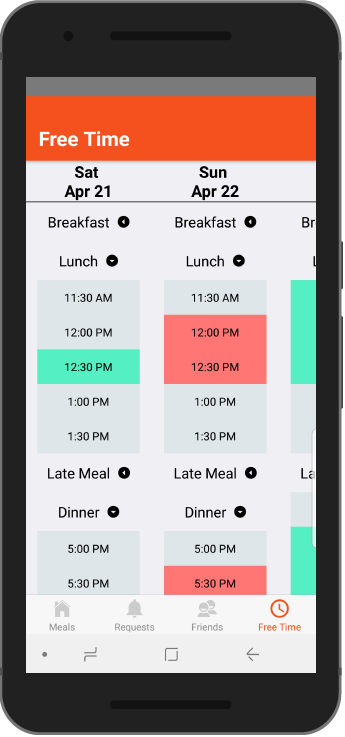 Free Time
Sat
Apr 21
Sun
Apr 22
Breakfast
Breakfast
Br
Lunch
Lunch
L
11:30 AM
11:30 AM
12:00 PM
12:00 PM
12:30 PM
12:30 PM
1:00 PM
1:00 PM
1:30 PM
1:30 PM
Late Meal
Late Meal
La
Dinner
Dinner
5:00 PM
5:00 PM
5:30 PM
5:30 PM
Meals
Requests
Friends
Free Time